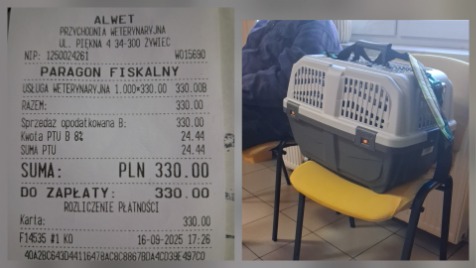 ALWET
PRZYCHODNIA WETERYNARYJNA
UL. PIĘKNA 4 34-300 ŻYWIEC
NIP: 1250024261 W015690
PARAGON FISKALNY
USŁUGA WETERYNARYJNA 1.000×330.00 330.00B
RAZEM: 330.00
Sprzedaż opodatkowana B: 330.00
Kwota PTU B 8% 24.44
SUMA PTU 24.44
SUMA: PLN 330.00
DO ZAPŁATY: 330.00
ROZLICZENIE PŁATNOŚCI
Karta: 330.00
F14535 #1 KO 16-09-2025 17:26